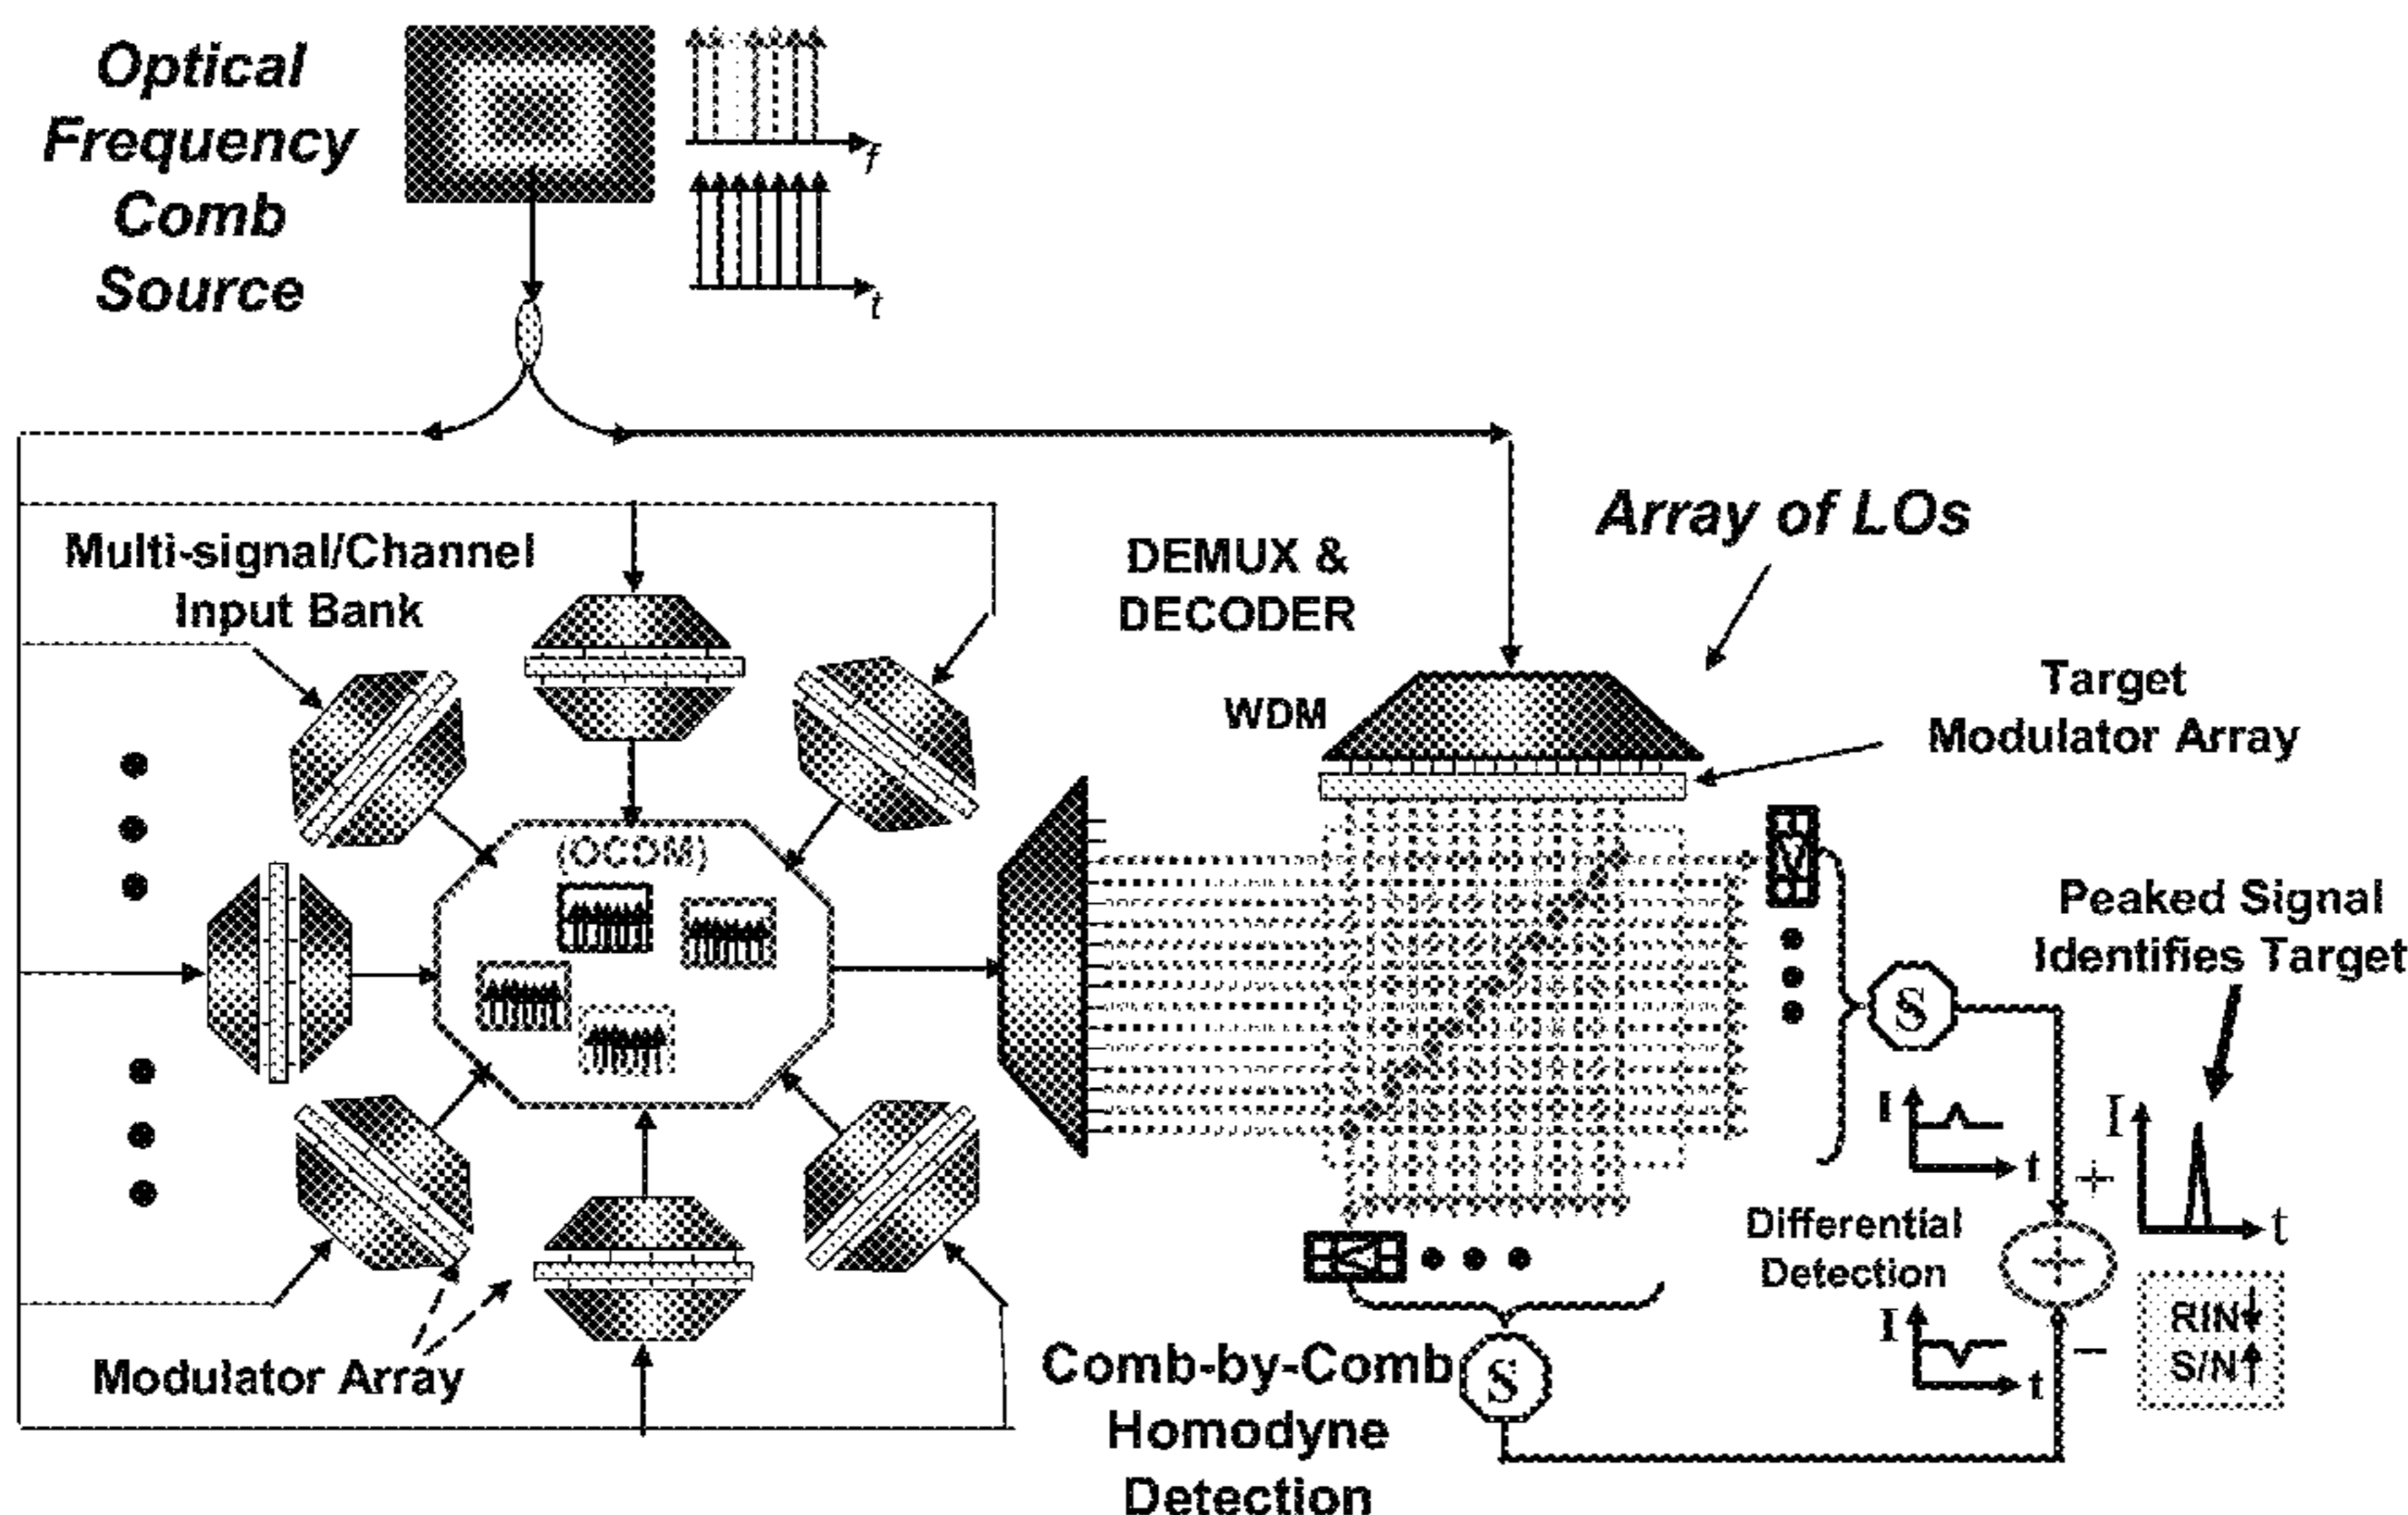 Optical
Frequency
Comb
Source
f
t
Multi-signal/Channel
Input Bank
DEMUX &
DECODER
Array of LOs
WDM
Target
Modulator Array
(OCDM)
Peaked Signal
Identifies Target
S
I
t
+
I
t
Differential
Detection
I
t
−
RIN↓
S/N↑
Modulator Array
Comb-by-Comb
Homodyne
Detection
S